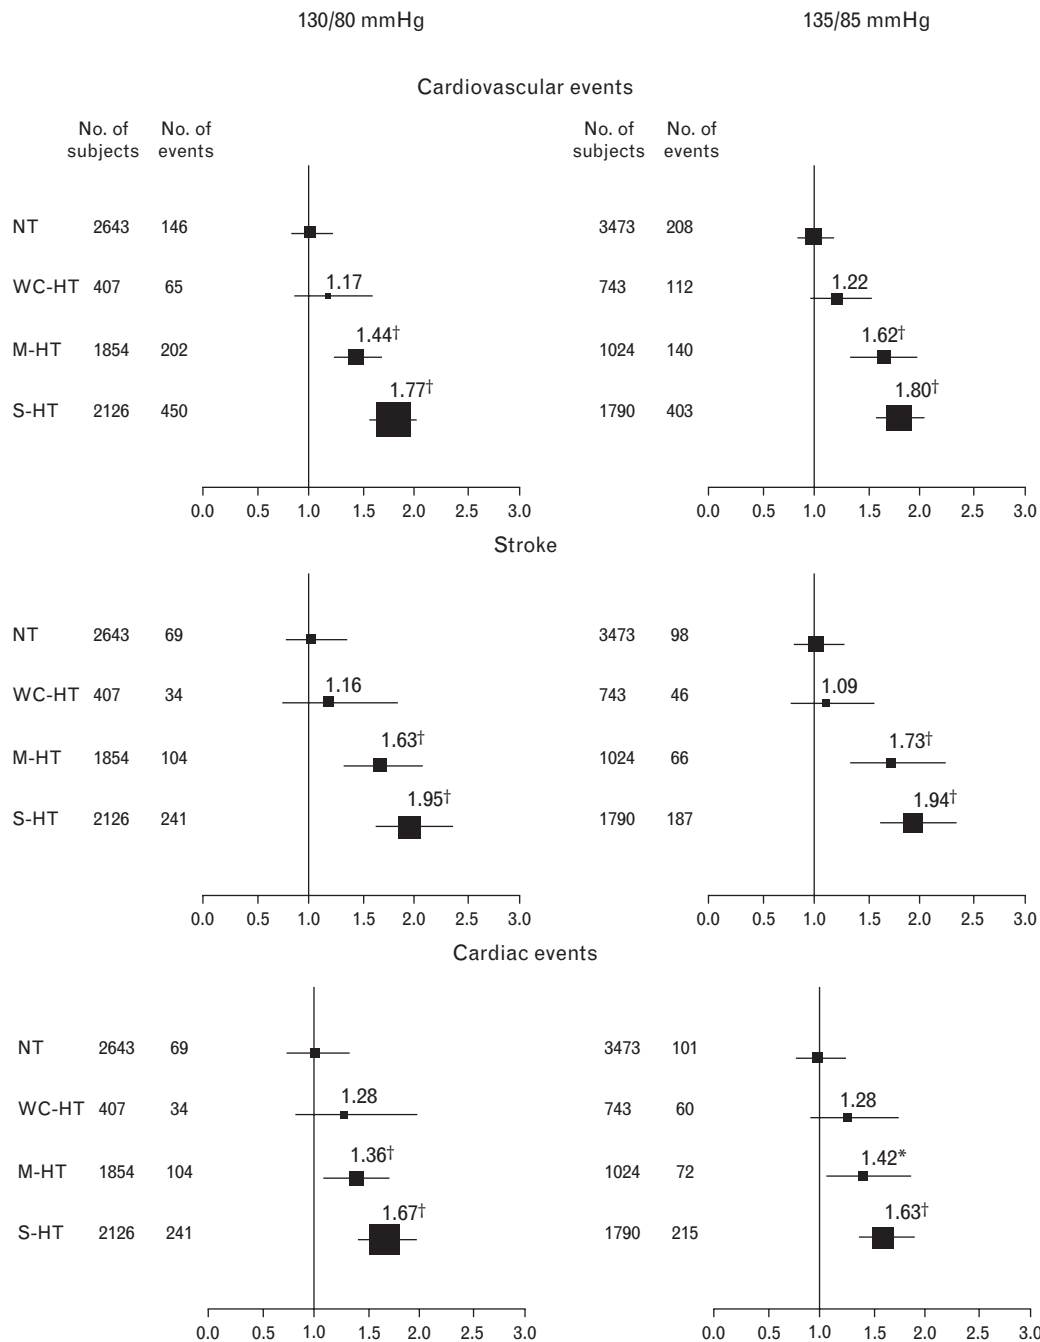 130/80 mmHg 135/85 mmHg
Cardiovascular events
No. of No. of No. of No. of
subjects events subjects events
NT 2643 146 3473 208
WC-HT 407 65 1.17 743 112 1.22
M-HT 1854 202 1.44† 1024 140 1.62†
S-HT 2126 450 1.77† 1790 403 1.80†
0.0 0.5 1.0 1.5 2.0 2.5 3.0 0.0 0.5 1.0 1.5 2.0 2.5 3.0
Stroke
NT 2643 69 3473 98
WC-HT 407 34 1.16 743 46 1.09
M-HT 1854 104 1.63† 1024 66 1.73†
S-HT 2126 241 1.95† 1790 187 1.94†
0.0 0.5 1.0 1.5 2.0 2.5 3.0 0.0 0.5 1.0 1.5 2.0 2.5 3.0
Cardiac events
NT 2643 69 3473 101
WC-HT 407 34 1.28 743 60 1.28
M-HT 1854 104 1.36† 1024 72 1.42*
S-HT 2126 241 1.67† 1790 215 1.63†
0.0 0.5 1.0 1.5 2.0 2.5 3.0 0.0 0.5 1.0 1.5 2.0 2.5 3.0